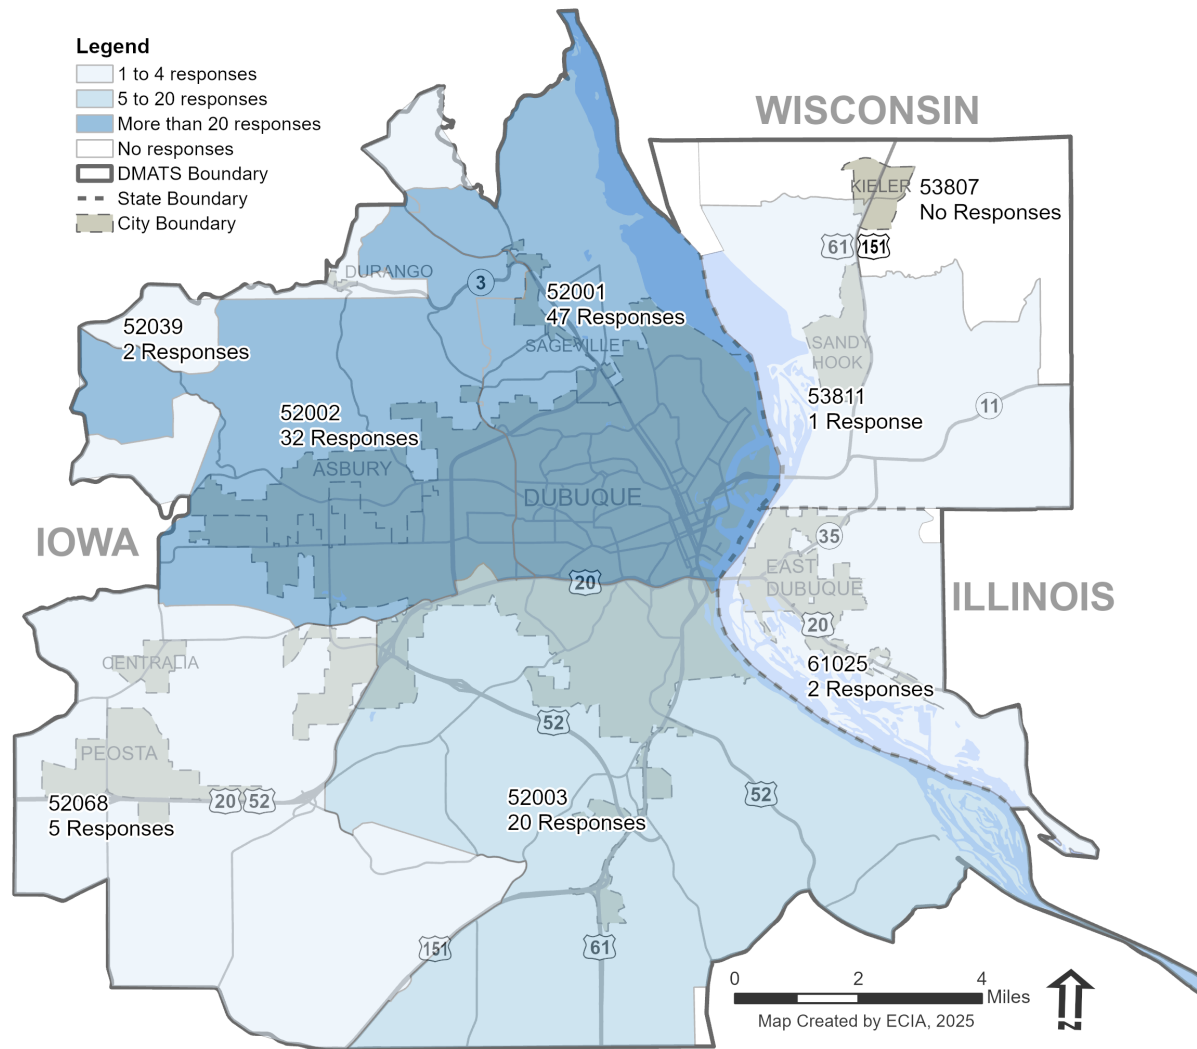 Legend
1 to 4 responses
5 to 20 responses
More than 20 responses
No responses
DMATS Boundary
State Boundary
City Boundary
WISCONSIN
KIELER
53807
No Responses
61
151
DURANGO
3
52001
47 Responses
52039
2 Responses
SAGEVILLE
SANDY
HOOK
53811
1 Response
11
52002
32 Responses
ASBURY
DUBUQUE
IOWA
35
EAST
DUBUQUE
20
ILLINOIS
20
CENTRALIA
61025
2 Responses
52
PEOSTA
52068
5 Responses
20
52
52003
20 Responses
52
151
61
0
2
4
Miles
Map Created by ECIA, 2025
N